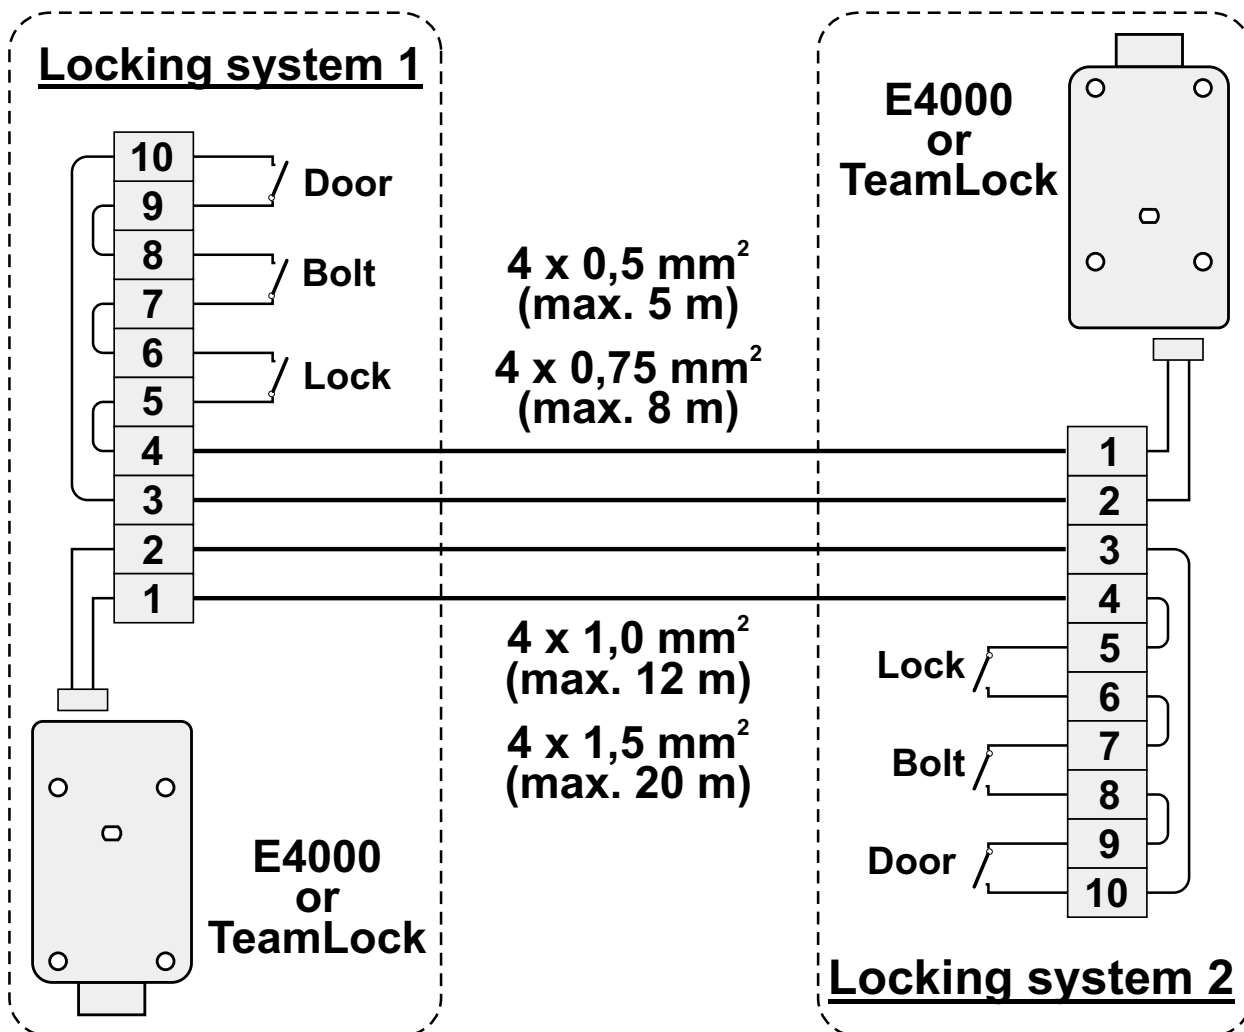 Locking system 1
10
9
8
7
6
5
4
3
2
1
Door
Bolt
Lock
E4000
or
TeamLock
4 x 0,5 mm²
(max. 5 m)
4 x 0,75 mm²
(max. 8 m)
4 x 1,0 mm²
(max. 12 m)
4 x 1,5 mm²
(max. 20 m)
E4000
or
TeamLock
1
2
3
4
5
6
7
8
9
10
Lock
Bolt
Door
Locking system 2